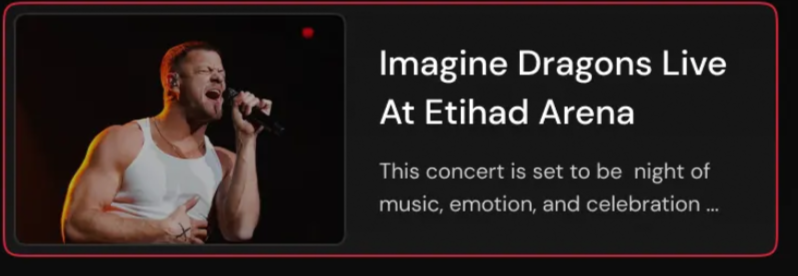 Imagine Dragons Live
At Etihad Arena
This concert is set to be  night of
music, emotion, and celebration ...